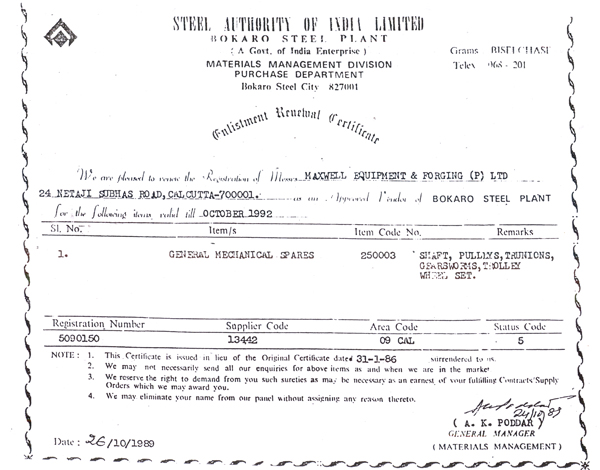 STEEL AUTHORITY OF INDIA LIMITED
BOKARO STEEL PLANT
( A Govt. of India Enterprise )
MATERIALS MANAGEMENT DIVISION
PURCHASE DEPARTMENT
Bokaro Steel City 827001
Grams BISELCHASE
Telex 068 - 201
Enlistment Renewal Certificate
We are pleased to renew the Registration of Messrs MAXWELL EQUIPMENT & FORGING (P) LTD
24 NETAJI SUBHAS ROAD, CALCUTTA-700001. as an Approved Vendor of BOKARO STEEL PLANT
for the following items valid till OCTOBER 1992
Sl. No. Item/s Item Code No. Remarks
1. GENERAL MECHANICAL SPARES 250003 SHAFT, PULLIYS, TRUNIONS,
GEARSWORMS, TROLLEY
WHEEL SET.
Registration Number Supplier Code Area Code Status Code
5090150 13442 09 CAL 5
NOTE : 1. This Certificate is issued in lieu of the Original Certificate dated 31-1-86 surrendered to us.
2. We may not necessarily send all our enquiries for above items as and when we are in the market
3. We reserve the right to demand from you such sureties as may be necessary as an earnest of your fulfiling Contracts/Supply
Orders which we may award you.
4. We may eliminate your name from our panel without assigning any reason thereto.
( A. K. PODDAR )
GENERAL MANAGER
( MATERIALS MANAGEMENT )
Date : 26/10/1989